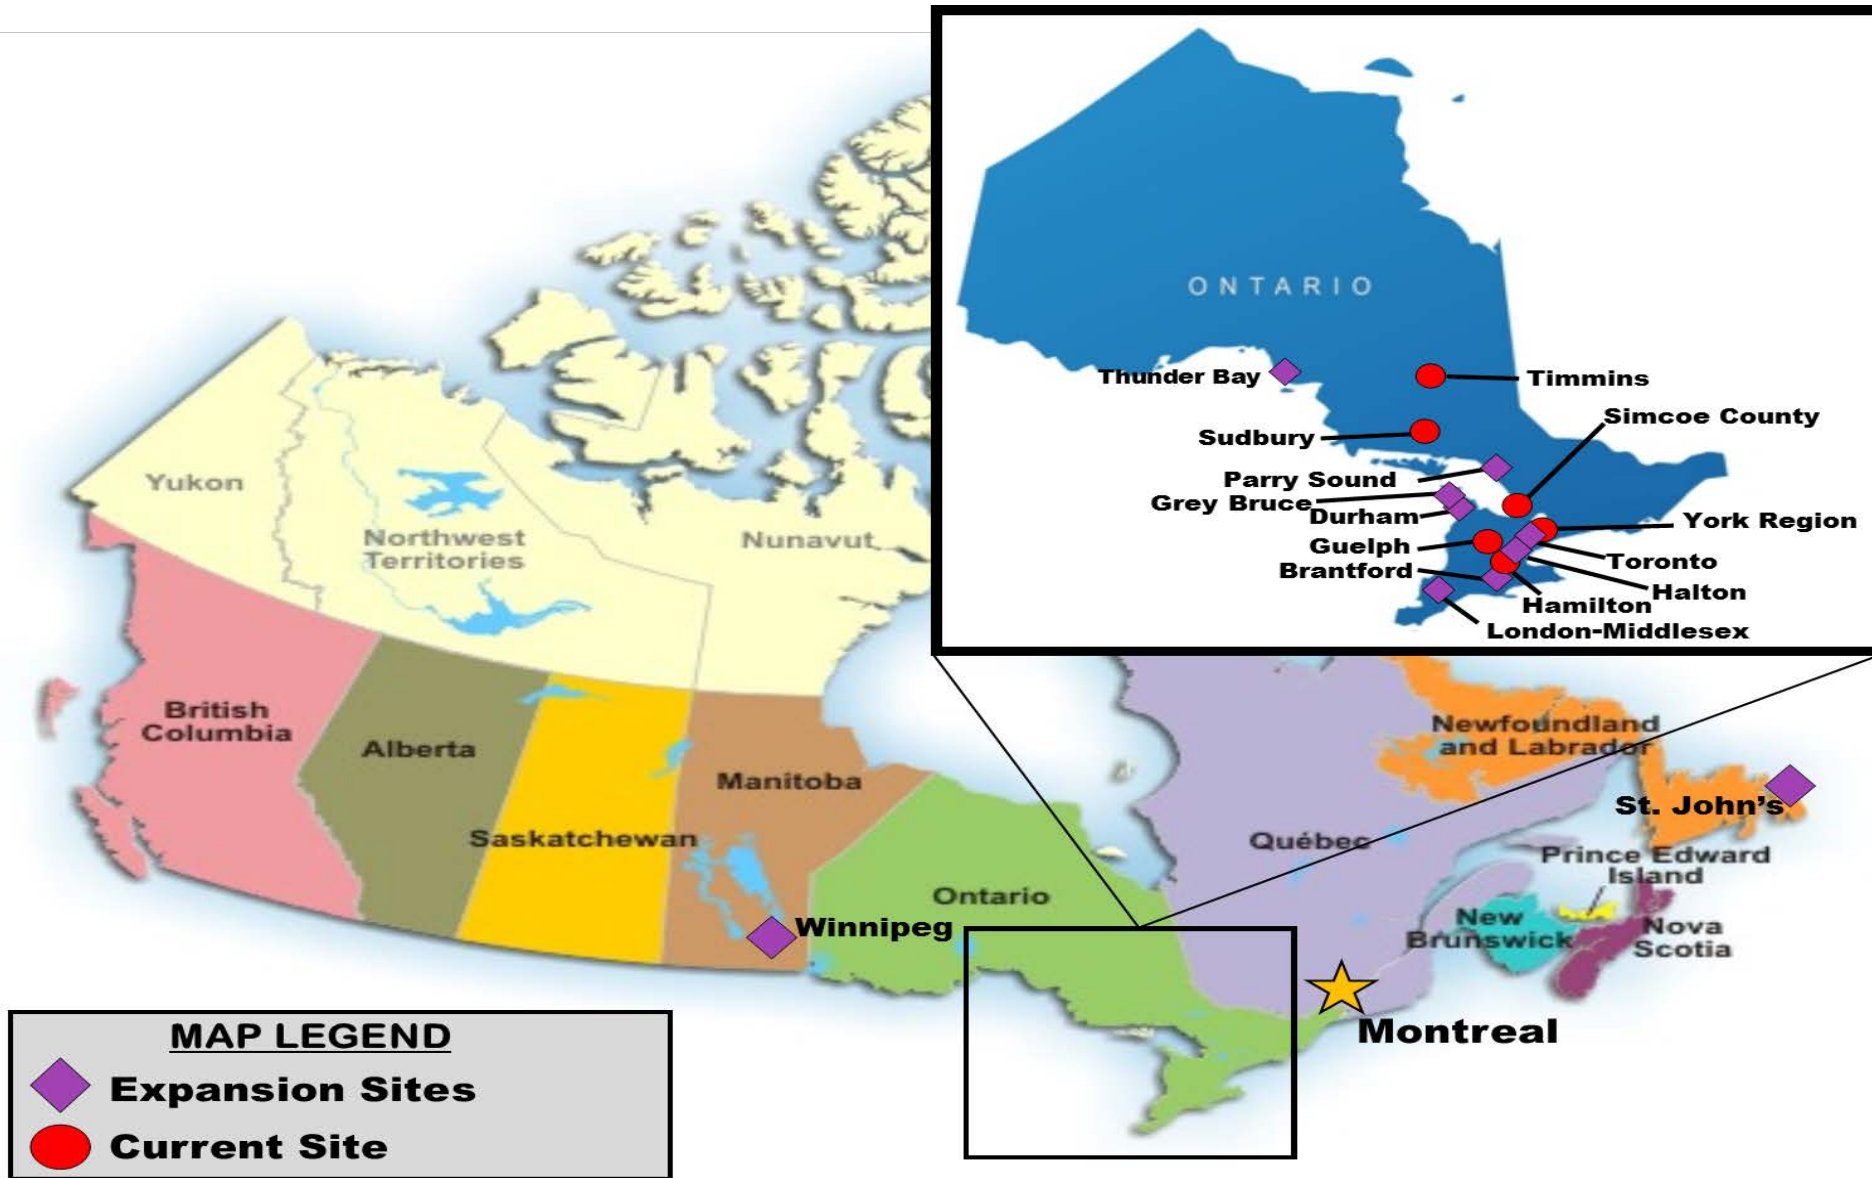 ONTARIO
Thunder Bay
Timmins
Simcoe County
Sudbury
Parry Sound
Grey Bruce
Durham
York Region
Guelph
Toronto
Brantford
Halton
Hamilton
London-Middlesex
Yukon
Northwest
Territories
Nunavut
British
Columbia
Alberta
Saskatchewan
Manitoba
Winnipeg
Ontario
Québec
Newfoundland
and Labrador
St. John's
Prince Edward
Island
New
Brunswick
Nova
Scotia
Montreal
MAP LEGEND
Expansion Sites
Current Site